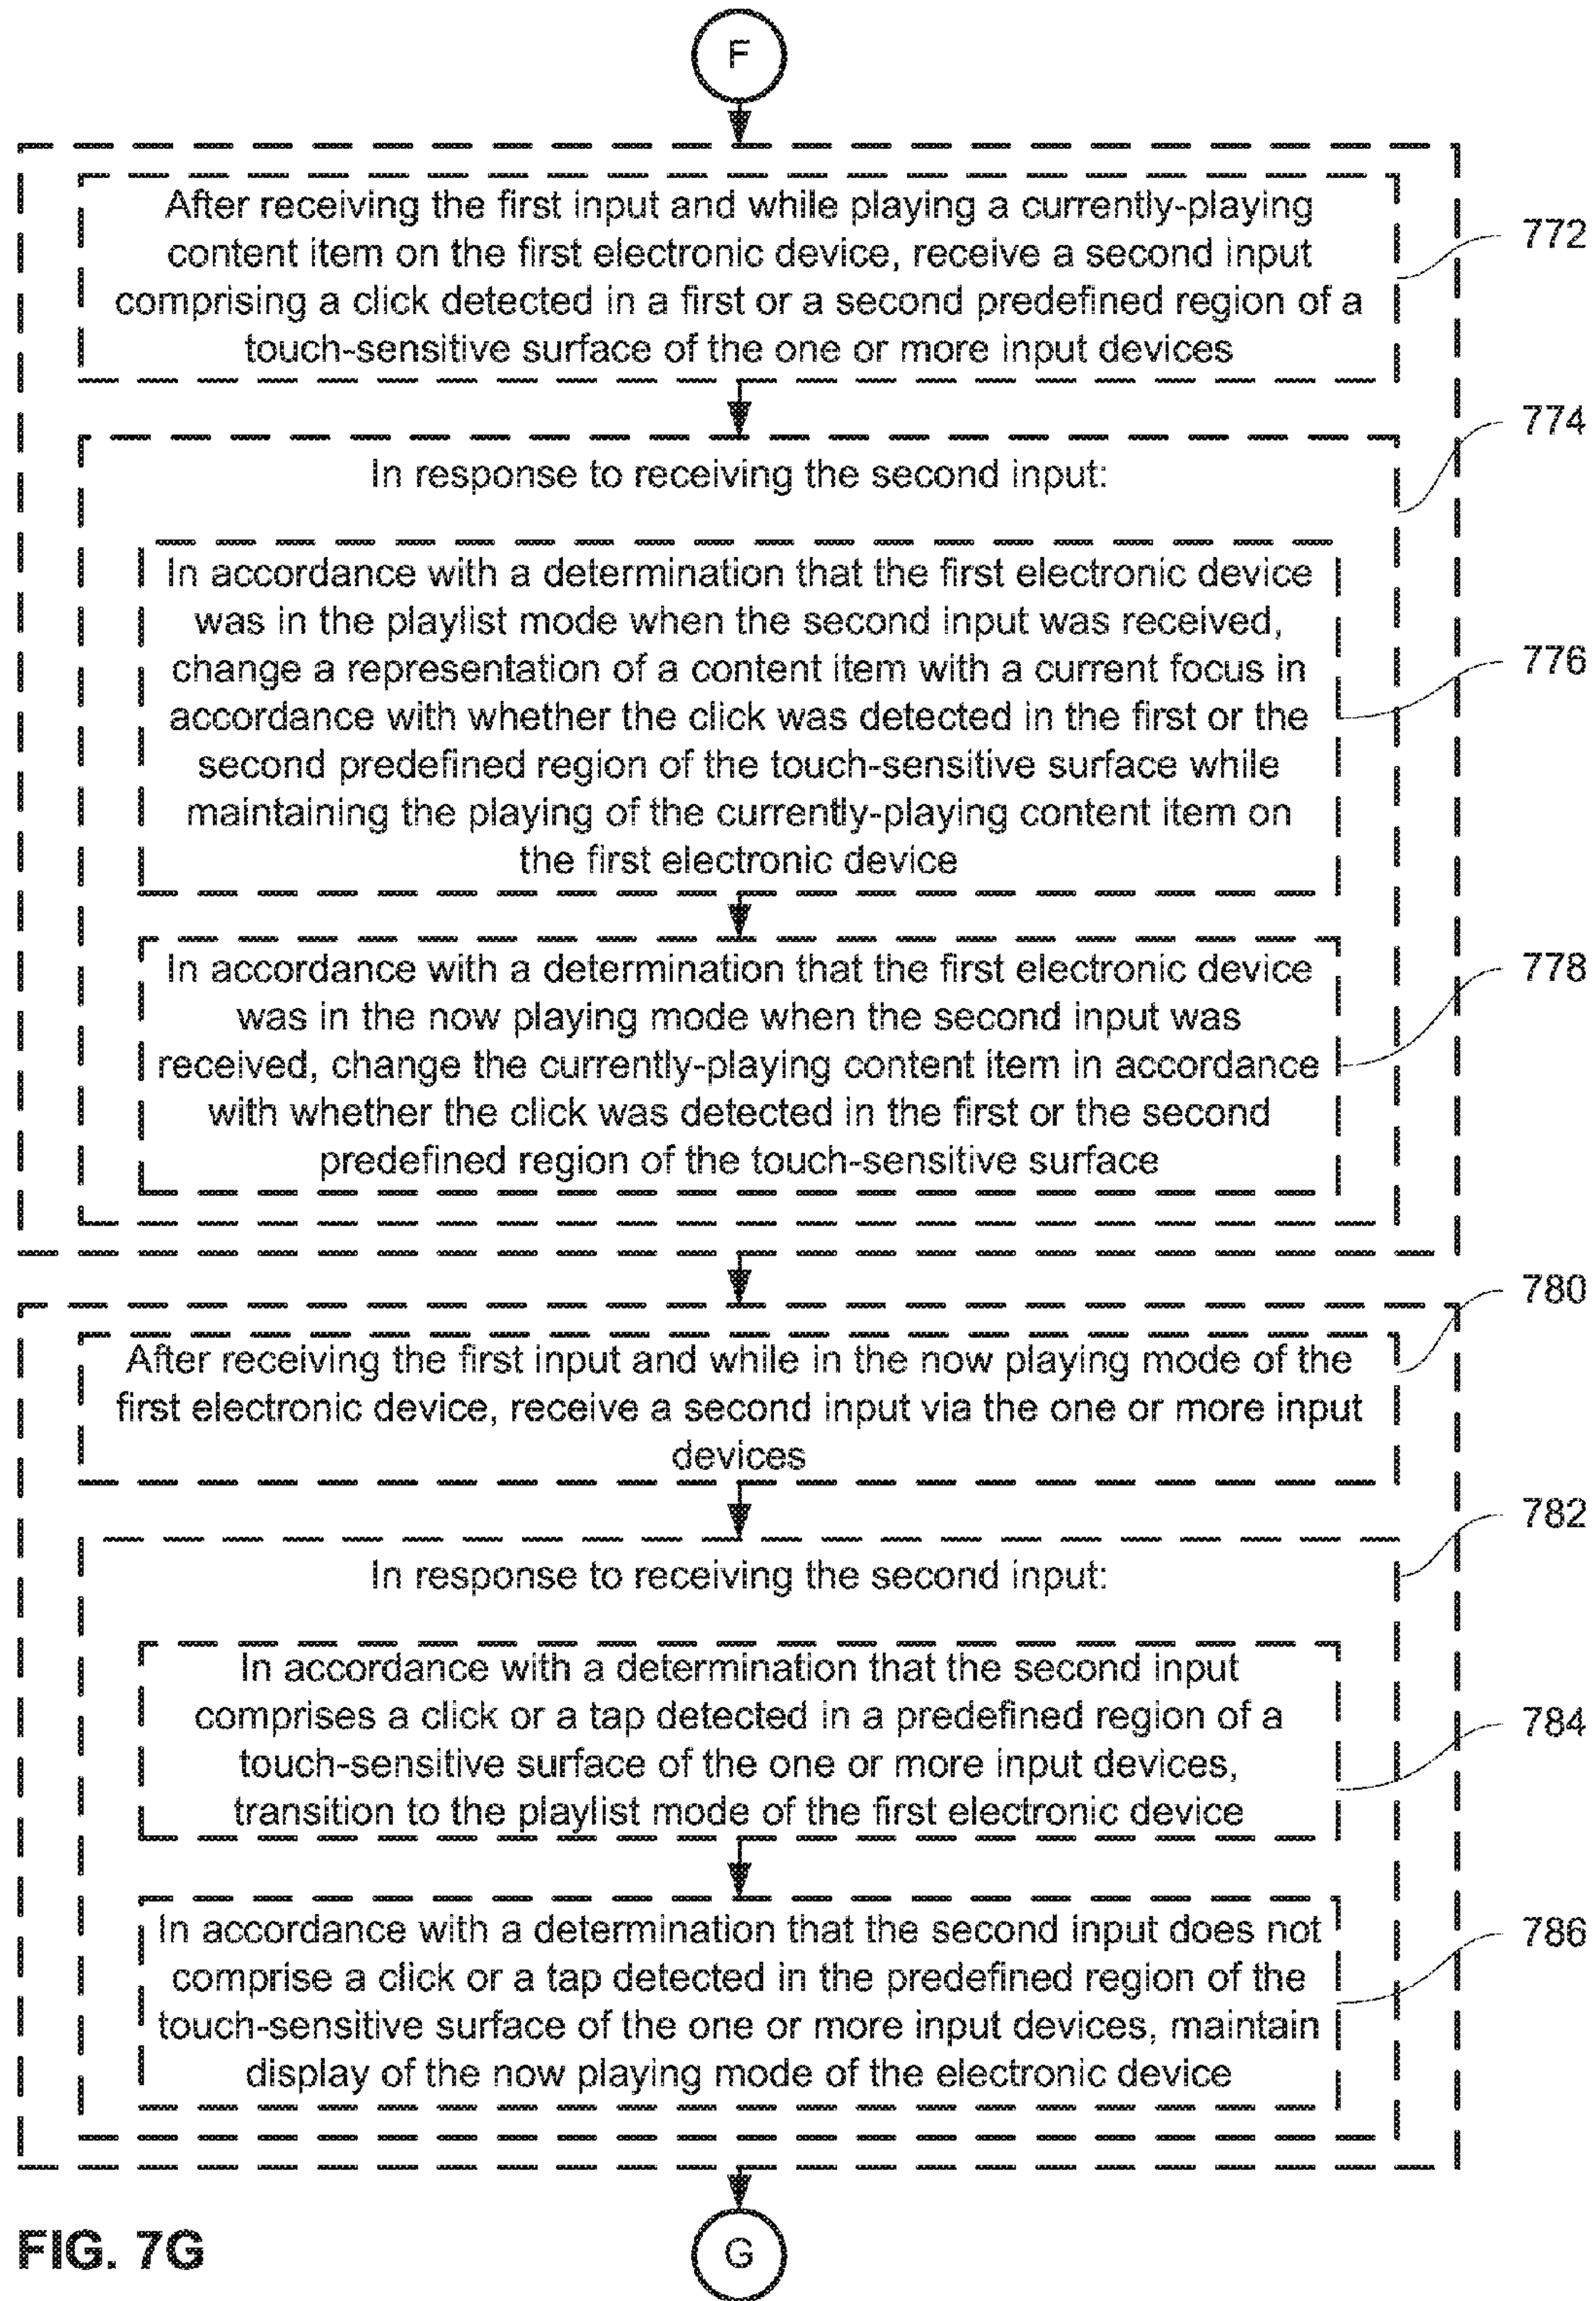 F
After receiving the first input and while playing a currently-playing
content item on the first electronic device, receive a second input
comprising a click detected in a first or a second predefined region of a
touch-sensitive surface of the one or more input devices
772
774
In response to receiving the second input:
In accordance with a determination that the first electronic device
was in the playlist mode when the second input was received,
change a representation of a content item with a current focus in
accordance with whether the click was detected in the first or the
second predefined region of the touch-sensitive surface while
maintaining the playing of the currently-playing content item on
the first electronic device
776
In accordance with a determination that the first electronic device
was in the now playing mode when the second input was
received, change the currently-playing content item in accordance
with whether the click was detected in the first or the second
predefined region of the touch-sensitive surface
778
780
After receiving the first input and while in the now playing mode of the
first electronic device, receive a second input via the one or more input
devices
782
In response to receiving the second input:
In accordance with a determination that the second input
comprises a click or a tap detected in a predefined region of a
touch-sensitive surface of the one or more input devices,
transition to the playlist mode of the first electronic device
784
In accordance with a determination that the second input does not
comprise a click or a tap detected in the predefined region of the
touch-sensitive surface of the one or more input devices, maintain
display of the now playing mode of the electronic device
786
FIG. 7G
G